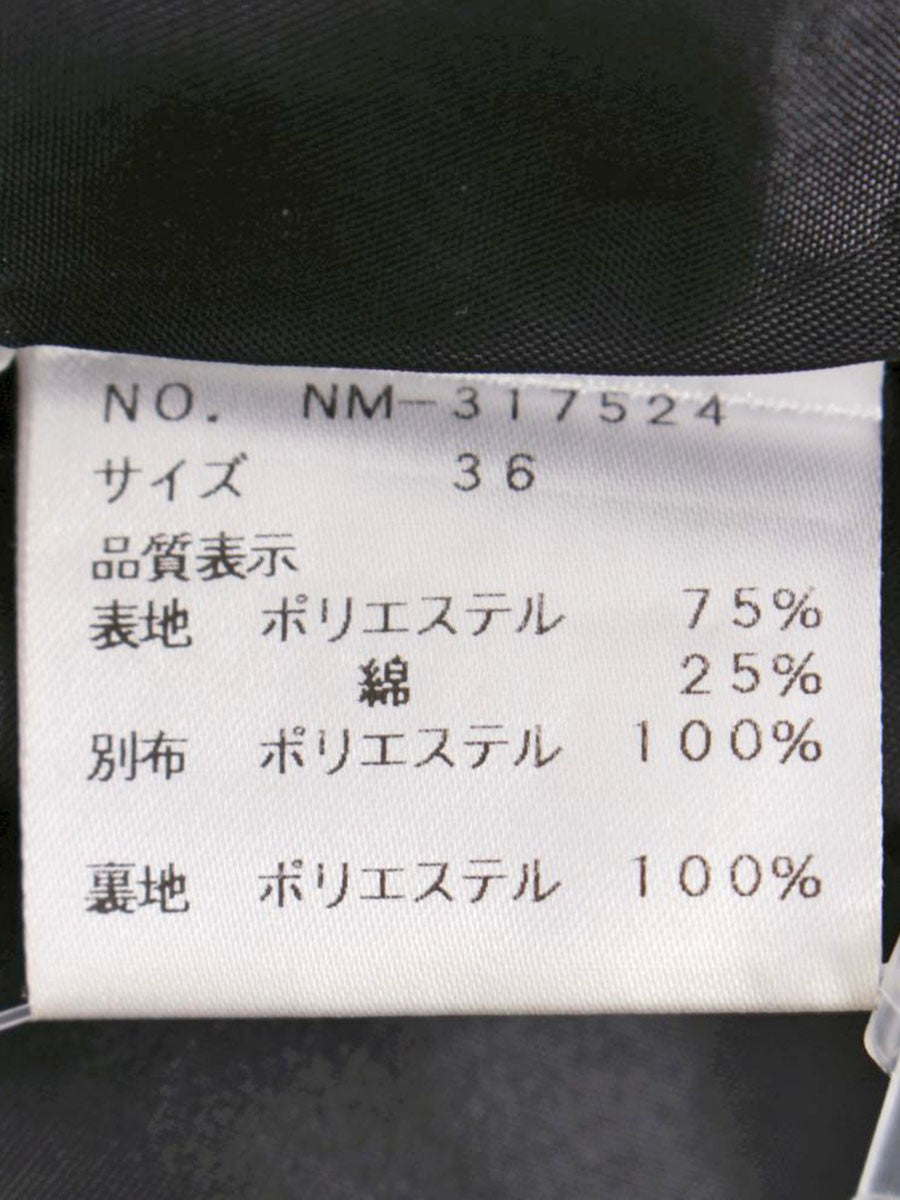 NO. NM-317524
サイズ 36
品質表示
表地 ポリエステル 75%
綿 25%
別布 ポリエステル 100%
裏地 ポリエステル 100%